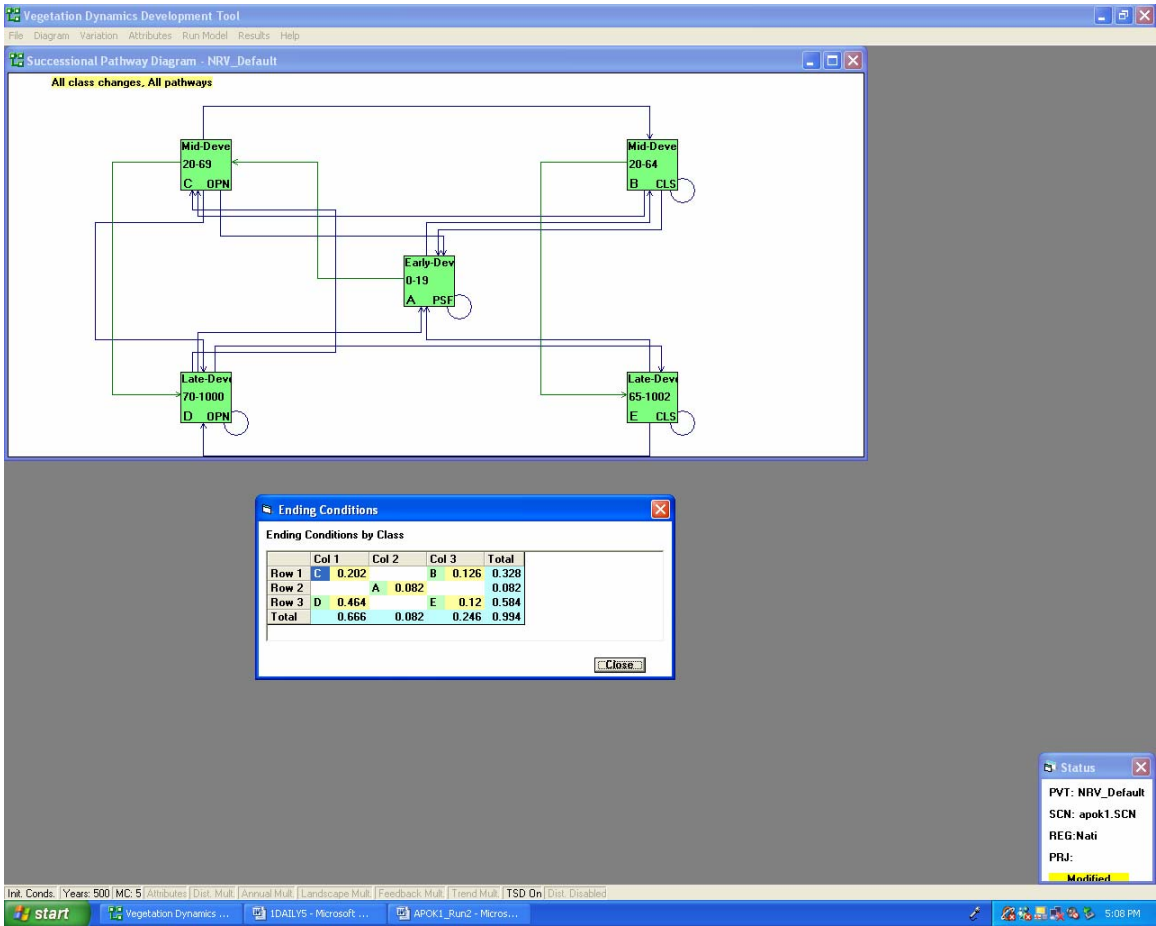 Vegetation Dynamics Development Tool
File Diagram Variation Attributes Run Model Results Help
Successional Pathway Diagram - NRV_Default
All class changes, All pathways
Mid-Deve
20-69
C OPN
Mid-Deve
20-64
B CLS
Early-Dev
0-19
A PSF
Late-Deve
70-1000
D OPN
Late-Deve
65-1002
E CLS
Ending Conditions
Ending Conditions by Class
Col 1 Col 2 Col 3 Total
Row 1 C 0.202 B 0.126 0.328
Row 2 A 0.082 0.082
Row 3 D 0.464 E 0.12 0.584
Total 0.666 0.082 0.246 0.994
Close
Status
PVT: NRV_Default
SCN: apok1.SCN
REG:Nati
PRJ:
Modified
Init. Conds. Years: 500 MC: 5 Attributes Dist. Mult. Annual Mult. Landscape Mult. Feedback Mult. Trend Mult. TSD On Dist. Disabled
start Vegetation Dynamics ... 1DAILY5 - Microsoft ... APOK1_Run2 - Micros... 5:08 PM